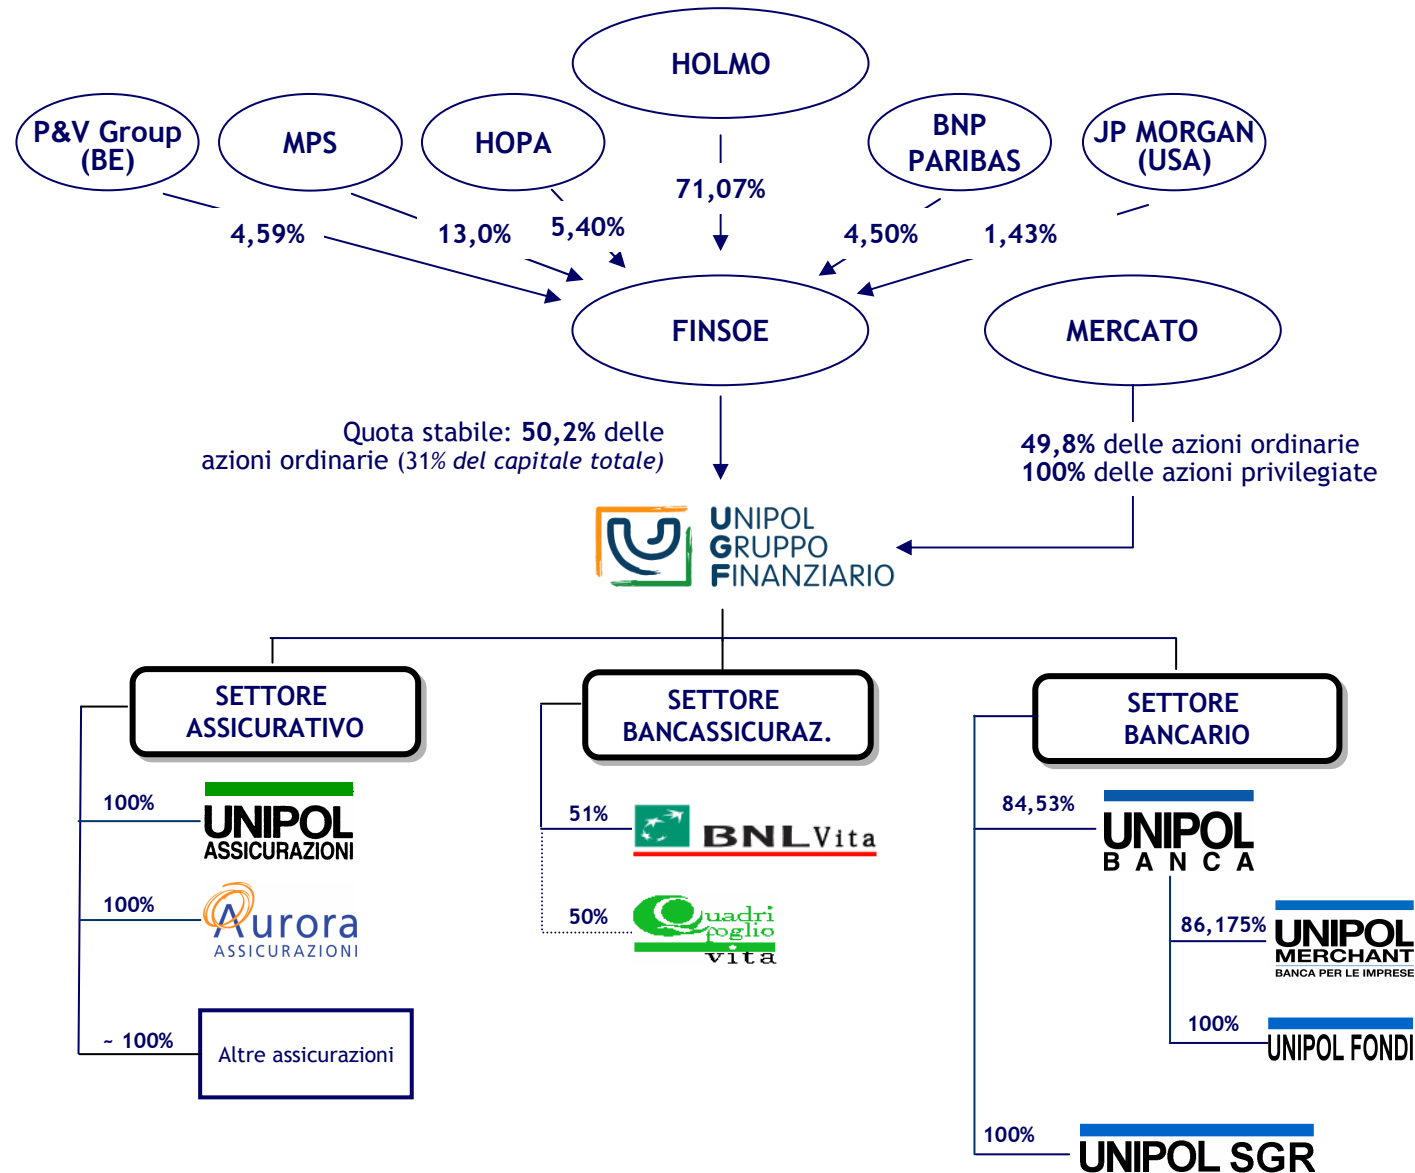 HOLMO
P&V Group
(BE)
MPS
HOPA
BNP
PARIBAS
JP MORGAN
(USA)
71,07%
4,59%
13,0%
5,40%
4,50%
1,43%
FINSOE
MERCATO
Quota stabile: 50,2% delle
azioni ordinarie (31% del capitale totale)
49,8% delle azioni ordinarie
100% delle azioni privilegiate
UNIPOL
GRUPPO
FINANZIARIO
SETTORE
ASSICURATIVO
SETTORE
BANCASSICURAZ.
SETTORE
BANCARIO
100%
UNIPOL
ASSICURAZIONI
100%
Aurora
ASSICURAZIONI
~ 100%
Altre assicurazioni
51%
BNL Vita
50%
Quadri
foglio
vita
84,53%
UNIPOL
BANCA
86,175%
UNIPOL
MERCHANT
BANCA PER LE IMPRESE
100%
UNIPOL FONDI
100%
UNIPOL SGR